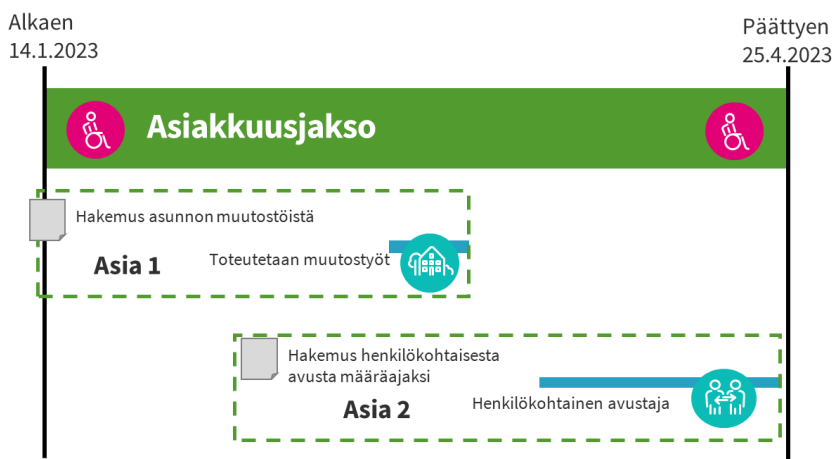 Alkaen
14.1.2023
Päättyen
25.4.2023
Asiakkuusjakso
Hakemus asunnon muutostöistä
Asia 1
Toteutetaan muutostyöt
Hakemus henkilökohtaisesta
avusta määräajaksi
Asia 2
Henkilökohtainen avustaja